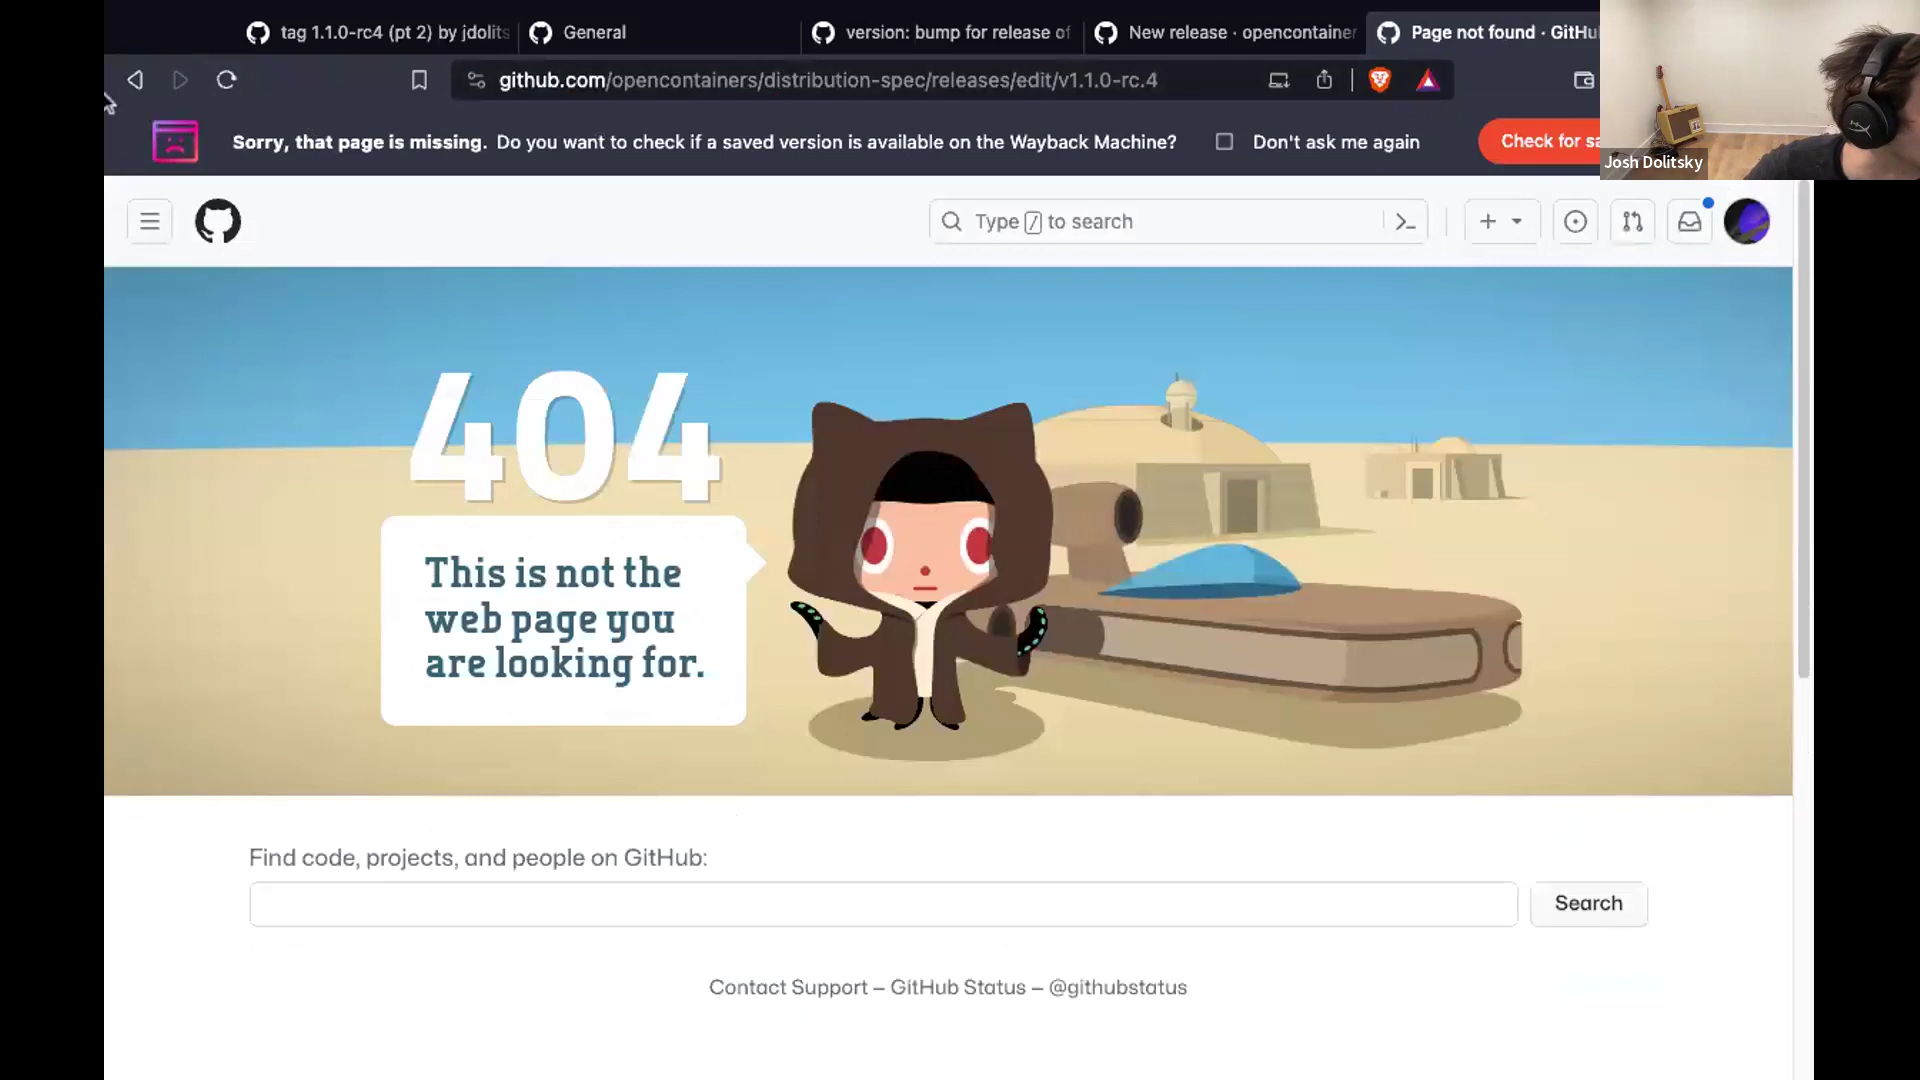 tag 1.1.0-rc4 (pt 2) by jdolits
General
version: bump for release of
New release · opencontainer
Page not found · GitHu
github.com/opencontainers/distribution-spec/releases/edit/v1.1.0-rc.4
Sorry, that page is missing. Do you want to check if a saved version is available on the Wayback Machine?
Don't ask me again
Check for sa
Josh Dolitsky
Type / to search
404
This is not the
web page you
are looking for.
Find code, projects, and people on GitHub:
Search
Contact Support — GitHub Status — @githubstatus